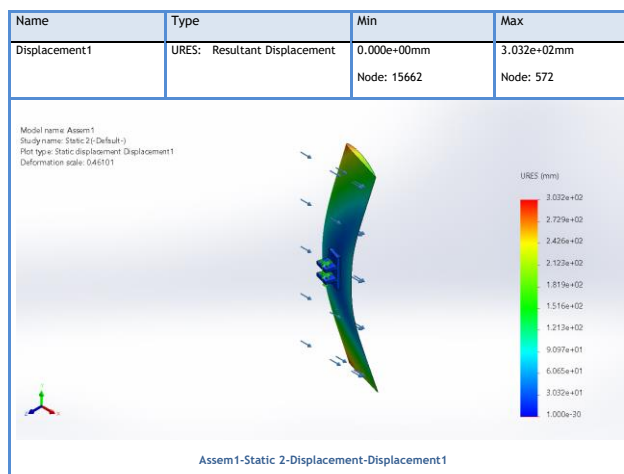 Name Type Min Max
Displacement1 URES: Resultant Displacement 0.000e+00mm 3.032e+02mm
Node: 15662 Node: 572
Model name: Assem1
Study name: Static 2(-Default-)
Plot type: Static displacement Displacement1
Deformation scale: 0.46101
URES (mm)
3.032e+02
2.729e+02
2.426e+02
2.123e+02
1.819e+02
1.516e+02
1.213e+02
9.097e+01
6.065e+01
3.032e+01
1.000e-30
Assem1-Static 2-Displacement-Displacement1